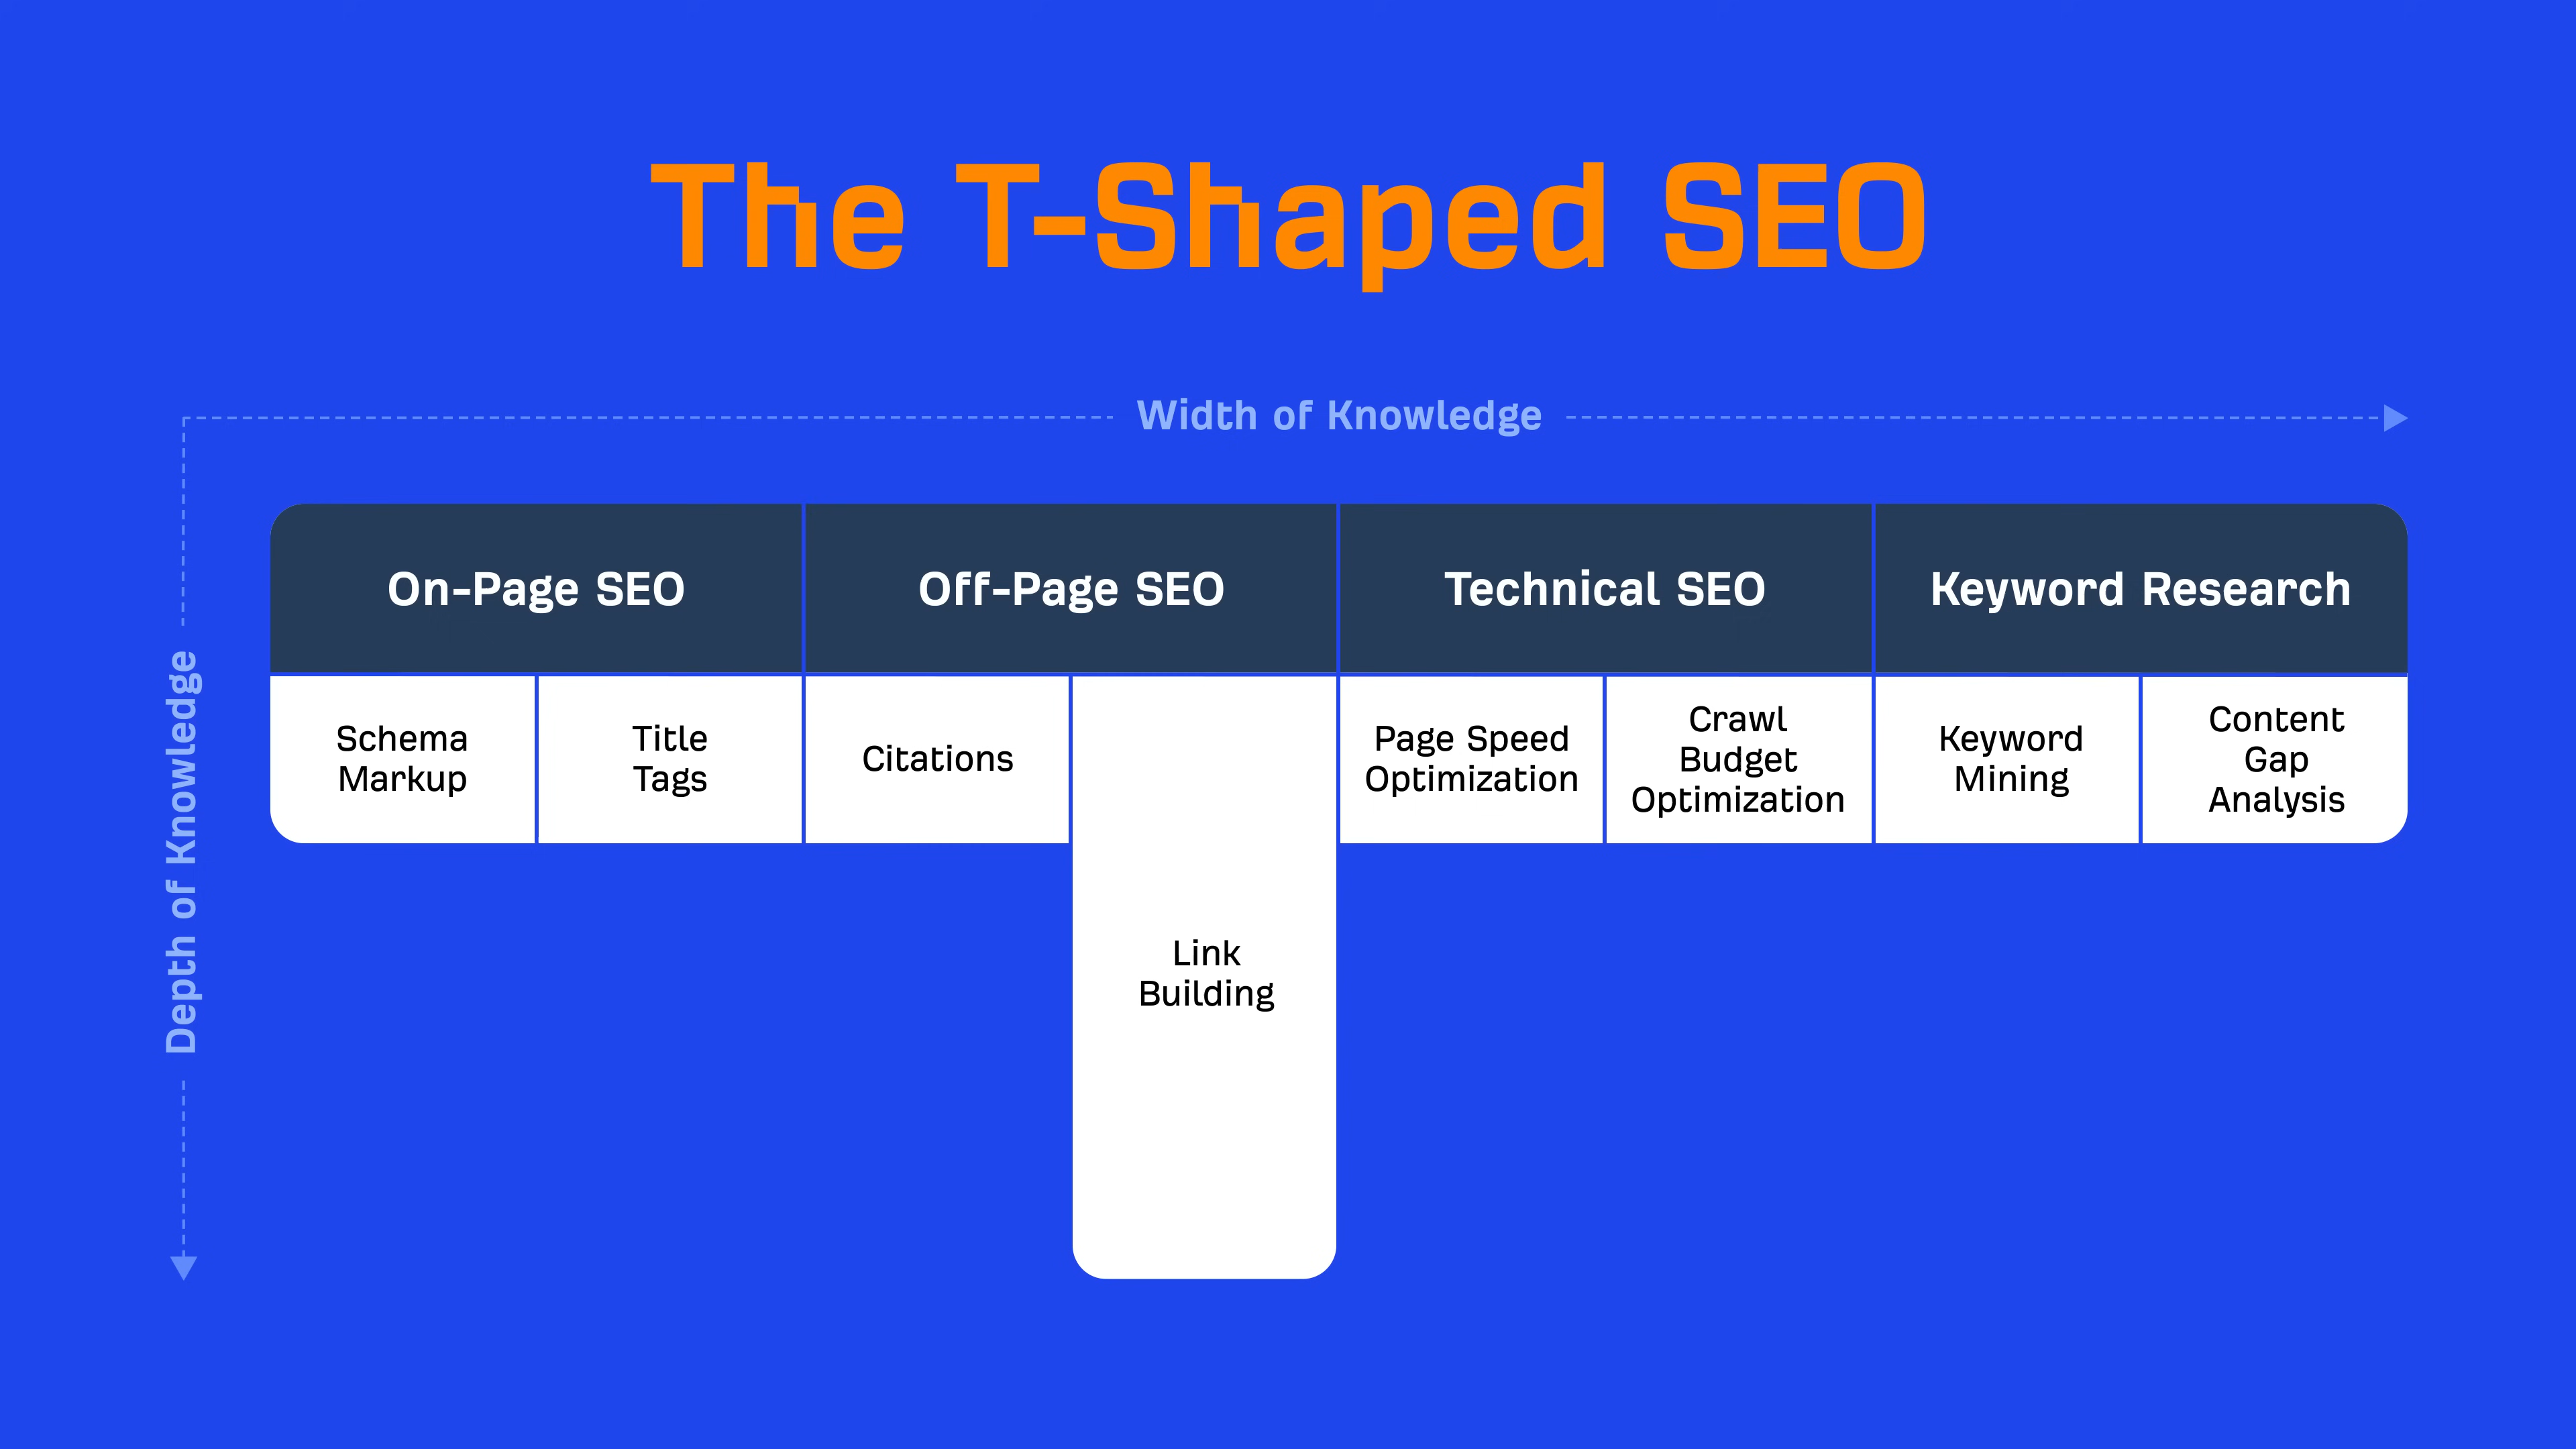 The T-Shaped SEO
Width of Knowledge
Depth of Knowledge
On-Page SEO
Off-Page SEO
Technical SEO
Keyword Research
Schema
Markup
Title
Tags
Citations
Link
Building
Page Speed
Optimization
Crawl
Budget
Optimization
Keyword
Mining
Content
Gap
Analysis